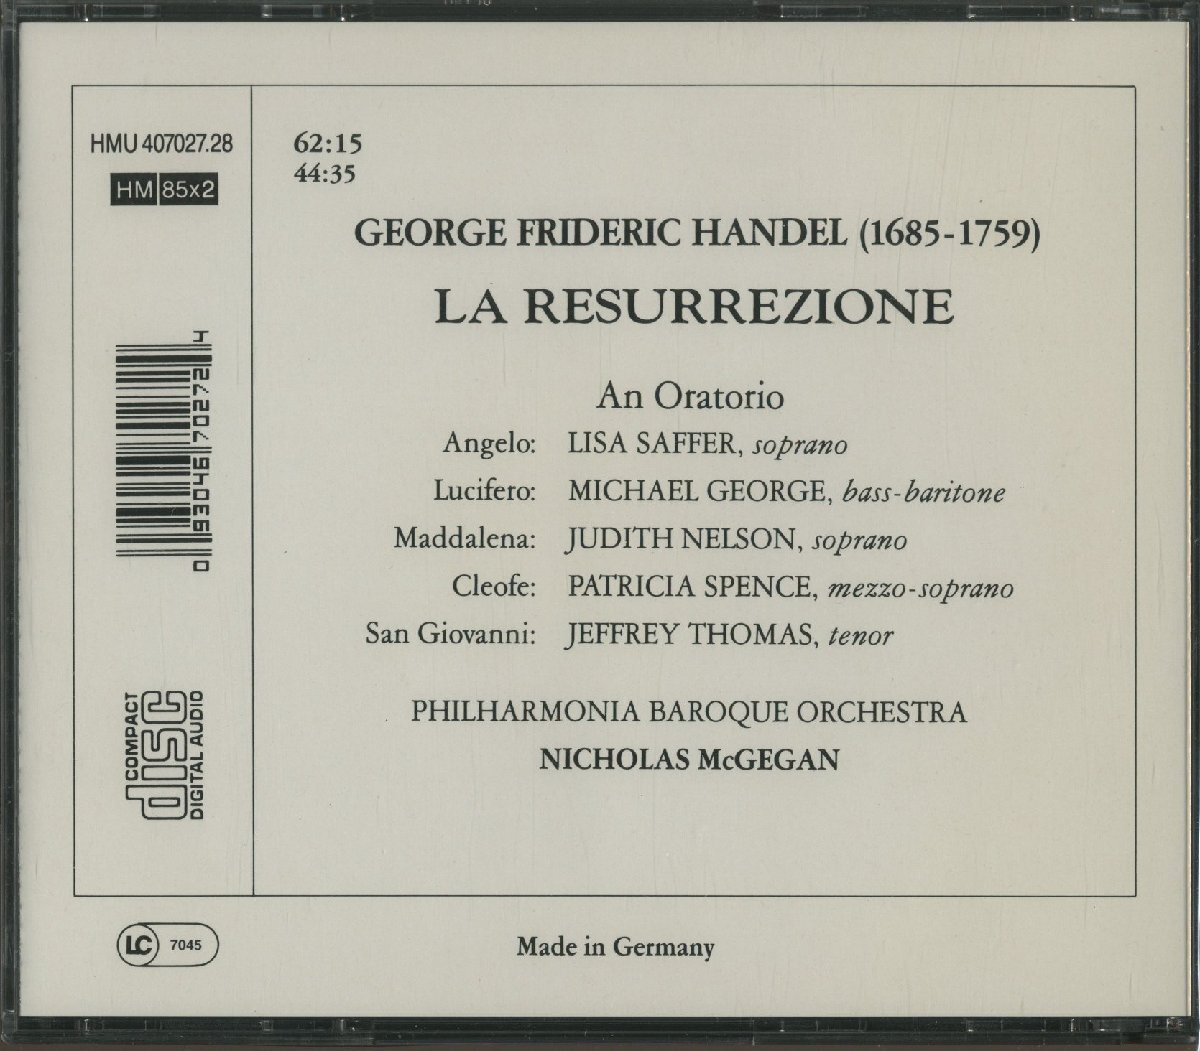 HMU 407027.28
HM 85x2
62:15
44:35
GEORGE FRIDERIC HANDEL (1685-1759)
LA RESURREZIONE
An Oratorio
Angelo: LISA SAFFER, soprano
Lucifero: MICHAEL GEORGE, bass-baritone
Maddalena: JUDITH NELSON, soprano
Cleofe: PATRICIA SPENCE, mezzo-soprano
San Giovanni: JEFFREY THOMAS, tenor
PHILHARMONIA BAROQUE ORCHESTRA
NICHOLAS McGEGAN
0 93046 70272 4
COMPACT
disc
DIGITAL AUDIO
LC 7045
Made in Germany